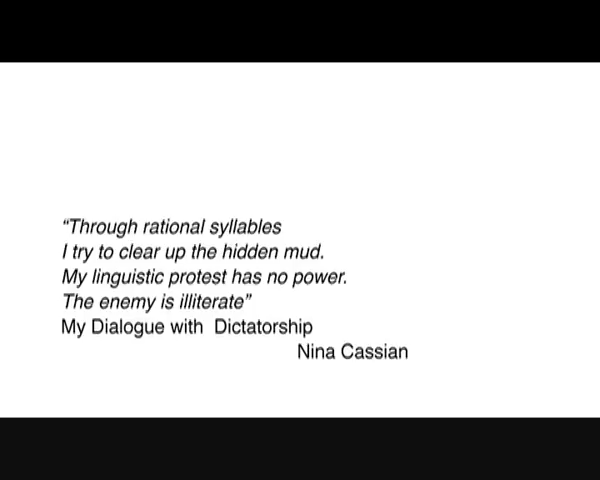 “Through rational syllables
I try to clear up the hidden mud.
My linguistic protest has no power.
The enemy is illiterate”
My Dialogue with  Dictatorship
Nina Cassian